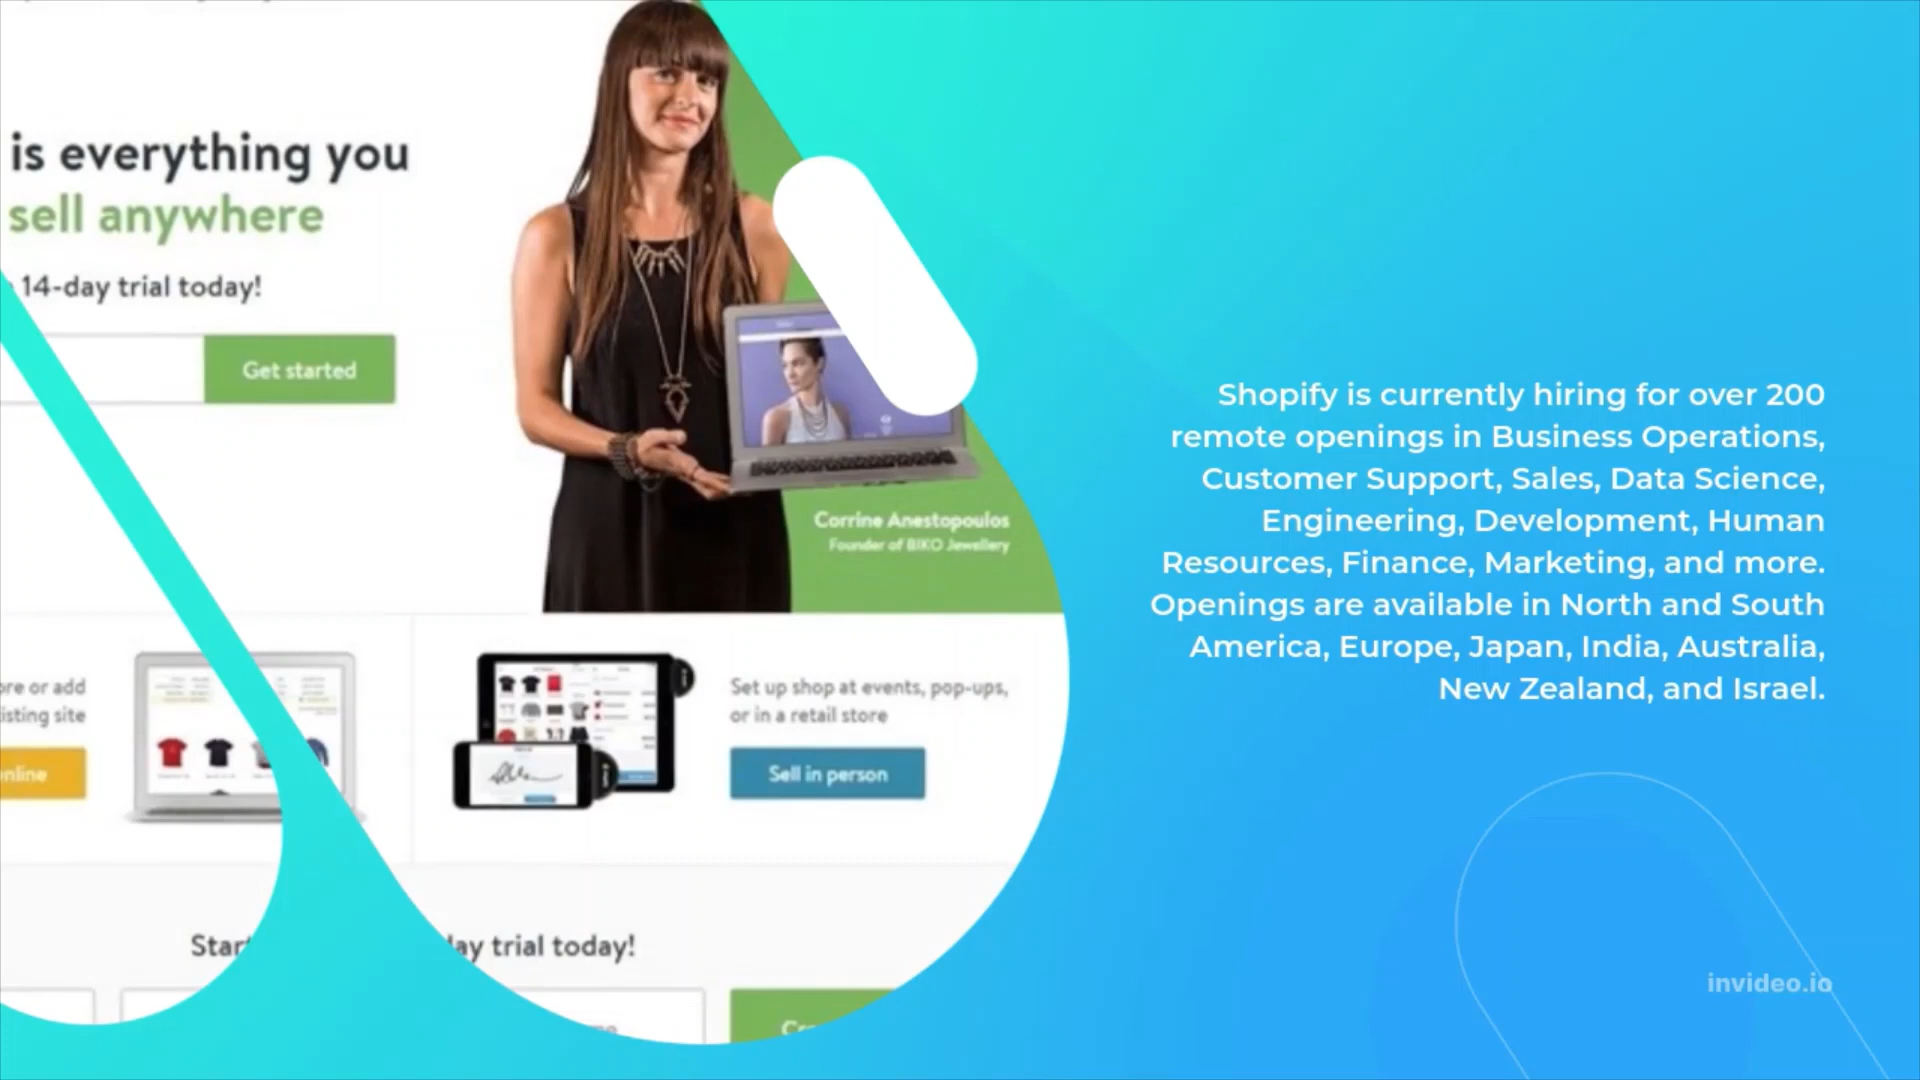 is everything you
sell anywhere
14-day trial today!
Get started
Corrine Anestopoulos
Founder of BIKO Jewellery
ore or add
isting site
online
Set up shop at events, pop-ups,
or in a retail store
Sell in person
Star
lay trial today!
Shopify is currently hiring for over 200
remote openings in Business Operations,
Customer Support, Sales, Data Science,
Engineering, Development, Human
Resources, Finance, Marketing, and more.
Openings are available in North and South
America, Europe, Japan, India, Australia,
New Zealand, and Israel.
invideo.io